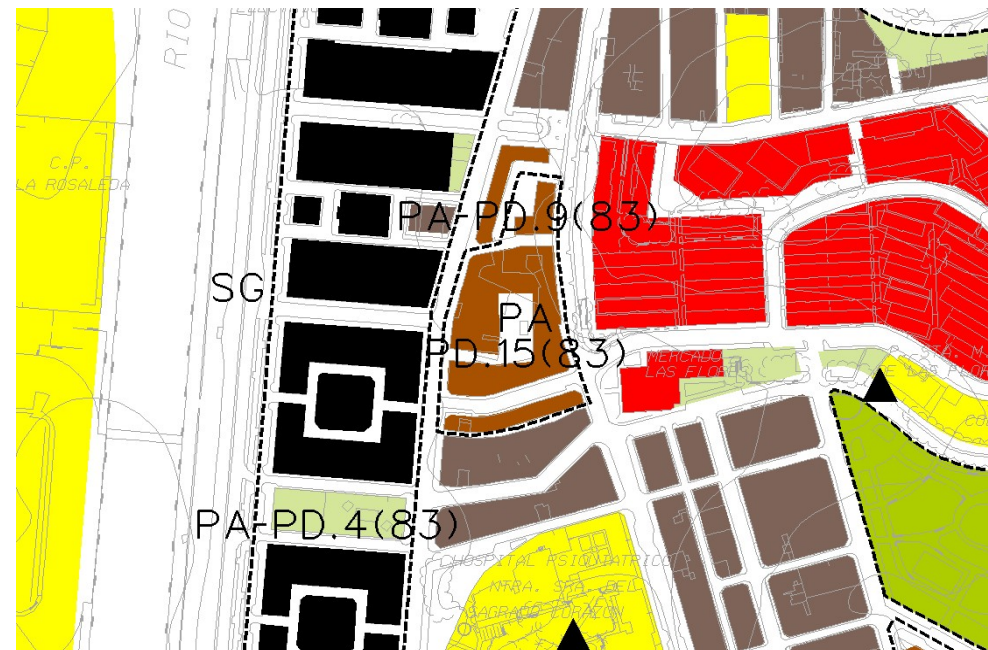 RIO
C.P.
LA ROSALEDA
PA-PD.9(83)
SG
PA
PD.15(83)
MERCADO
LAS FLORES
PA-PD.4(83)
HOSPITAL PSIQUIATRICO
NTRA. SRA. DEL
SAGRADO CORAZON